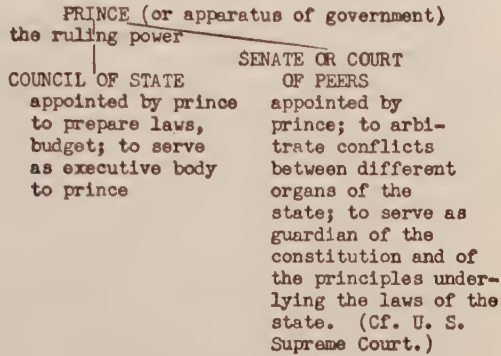 PRINCE (or apparatus of government)
the ruling power
COUNCIL OF STATE
appointed by prince
to prepare laws,
budget; to serve
as executive body
to prince
SENATE OR COURT
OF PEERS
appointed by
prince; to arbi-
trate conflicts
between different
organs of the
state; to serve as
guardian of the
constitution and of
the principles under-
lying the laws of the
state. (Cf. U. S.
Supreme Court.)